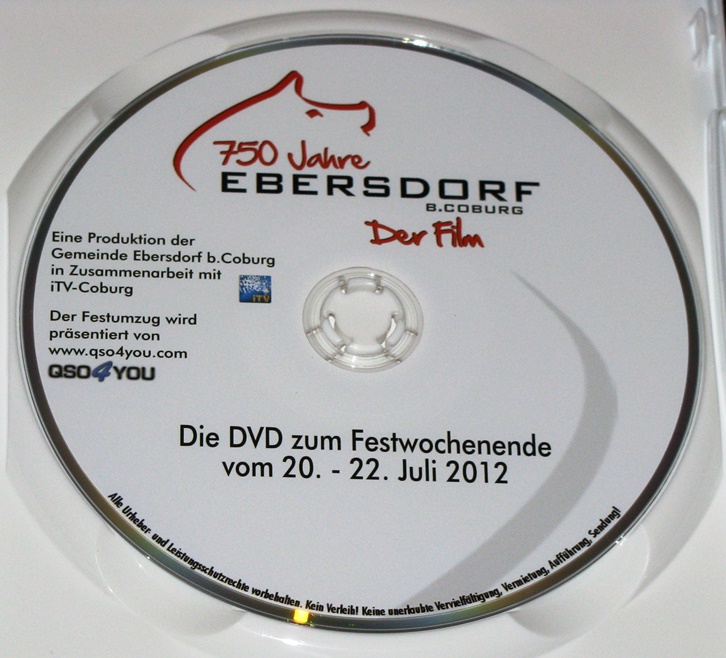 750 Jahre
EBERSDORF
B.COBURG
Der Film
Eine Produktion der
Gemeinde Ebersdorf b.Coburg
in Zusammenarbeit mit
iTV-Coburg
iTV
Der Festumzug wird
präsentiert von
www.qso4you.com
QSO4YOU
Die DVD zum Festwochenende
vom 20. - 22. Juli 2012
Alle Urheber- und Leistungsschutzrechte vorbehalten. Kein Verleih! Keine unerlaubte Vervielfältigung, Vermietung, Aufführung, Sendung!